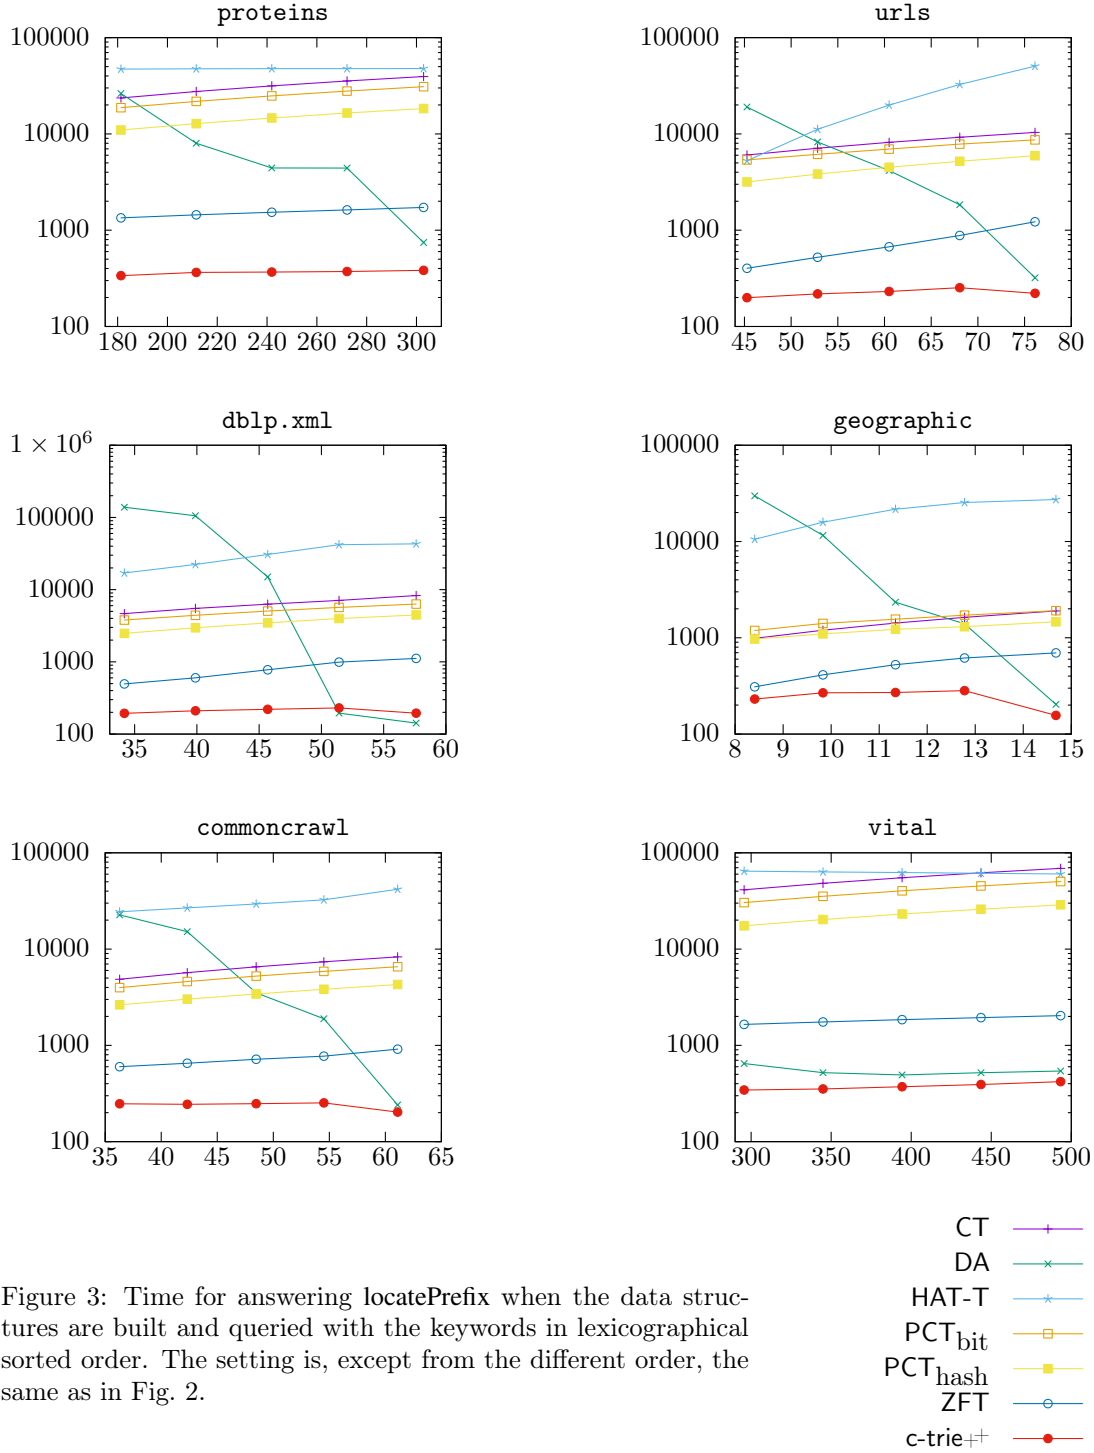 proteins
100000
10000
1000
100
180 200 220 240 260 280 300
urls
100000
10000
1000
100
45 50 55 60 65 70 75 80
dblp.xml
1 × 10⁶
100000
10000
1000
100
35 40 45 50 55 60
geographic
100000
10000
1000
100
8 9 10 11 12 13 14 15
commoncrawl
100000
10000
1000
100
35 40 45 50 55 60 65
vital
100000
10000
1000
100
300 350 400 450 500
CT
DA
HAT-T
PCT_bit
PCT_hash
ZFT
c-trie++
Figure 3: Time for answering locatePrefix when the data struc-
tures are built and queried with the keywords in lexicographical
sorted order. The setting is, except from the different order, the
same as in Fig. 2.